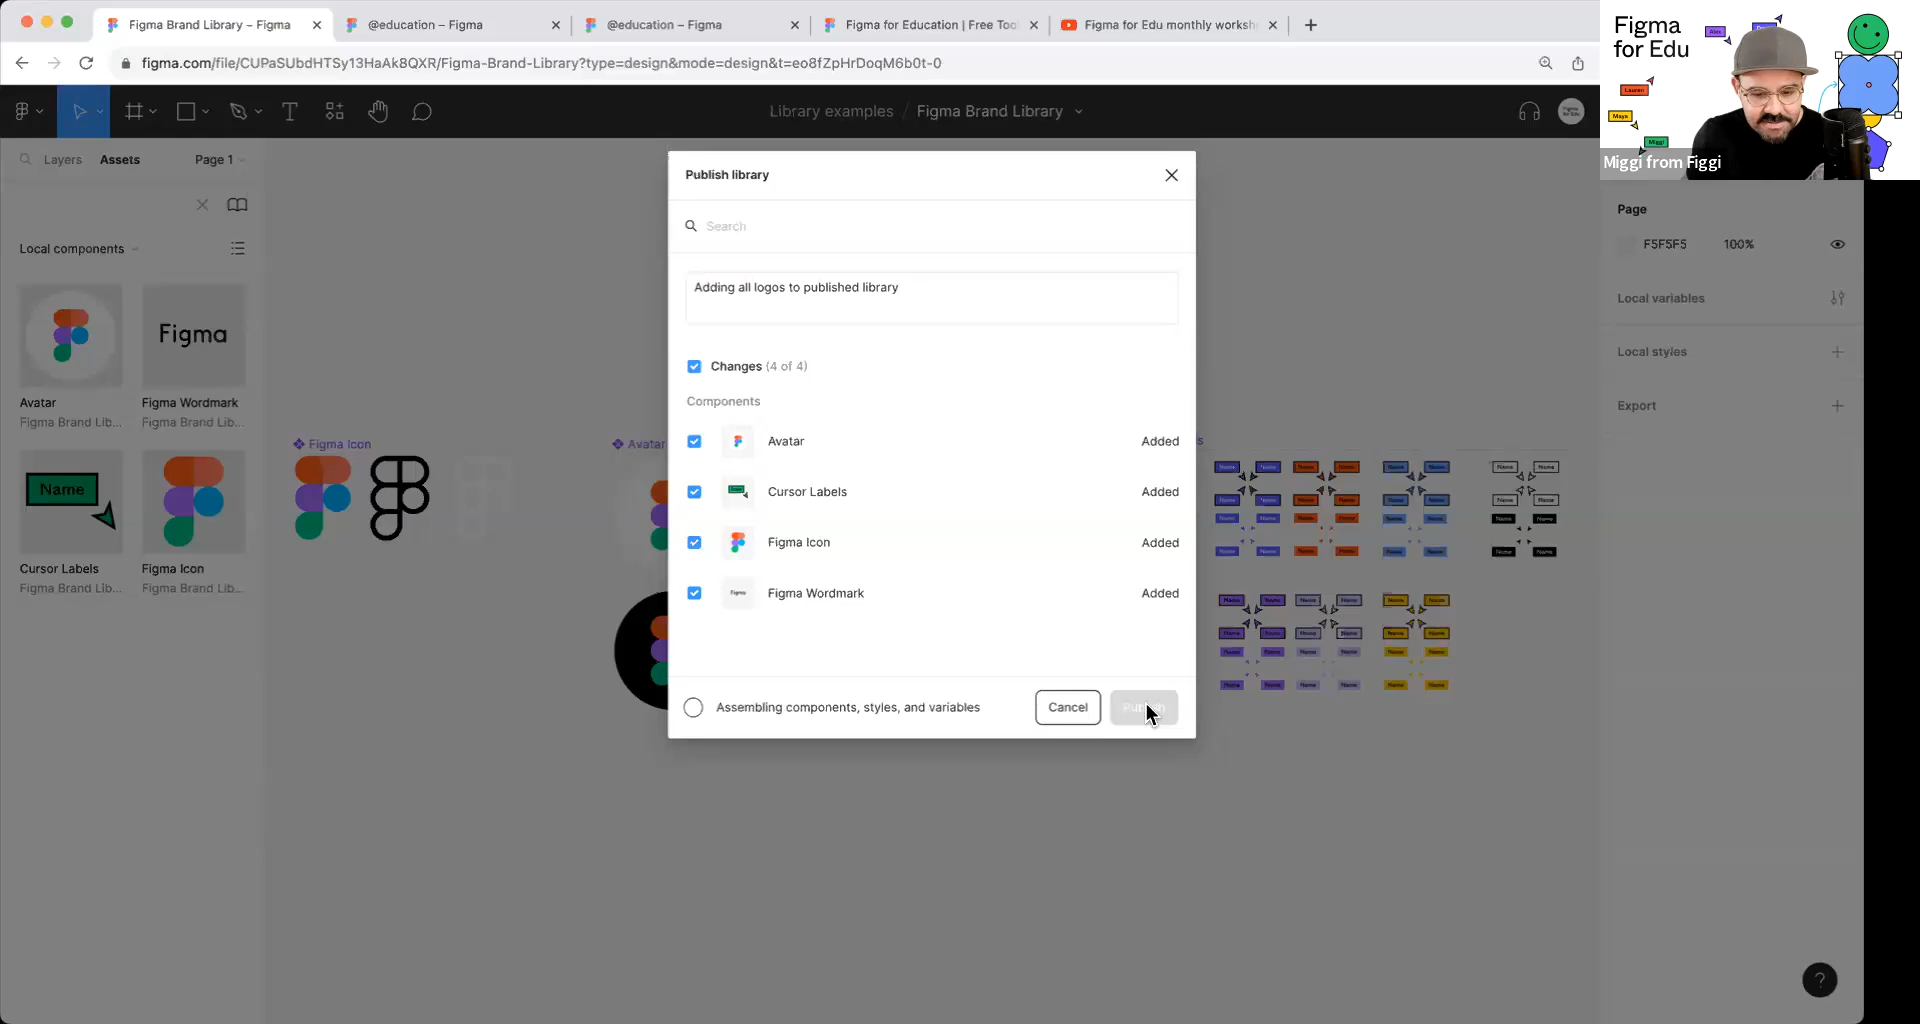 Figma Brand Library – Figma
@education – Figma
@education – Figma
Figma for Education | Free Too
Figma for Edu monthly worksh
figma.com/file/CUPaSUbdHTSy13HaAk8QXR/Figma-Brand-Library?type=design&mode=design&t=eo8fZpHrDoqM6b0t-0
Figma
for Edu
Lauren
Maya
Miggi
Miggi from Figgi
Library examples / Figma Brand Library
Layers
Assets
Page 1
Local components
Figma
Avatar
Figma Brand Lib...
Figma Wordmark
Figma Brand Lib...
Name
Cursor Labels
Figma Brand Lib...
Figma Icon
Figma Brand Lib...
Figma Icon
Avatar
Publish library
Search
Adding all logos to published library
Changes (4 of 4)
Components
Avatar
Added
Cursor Labels
Added
Figma Icon
Added
Figma Wordmark
Added
Assembling components, styles, and variables
Cancel
Page
F5F5F5
100%
Local variables
Local styles
Export
?